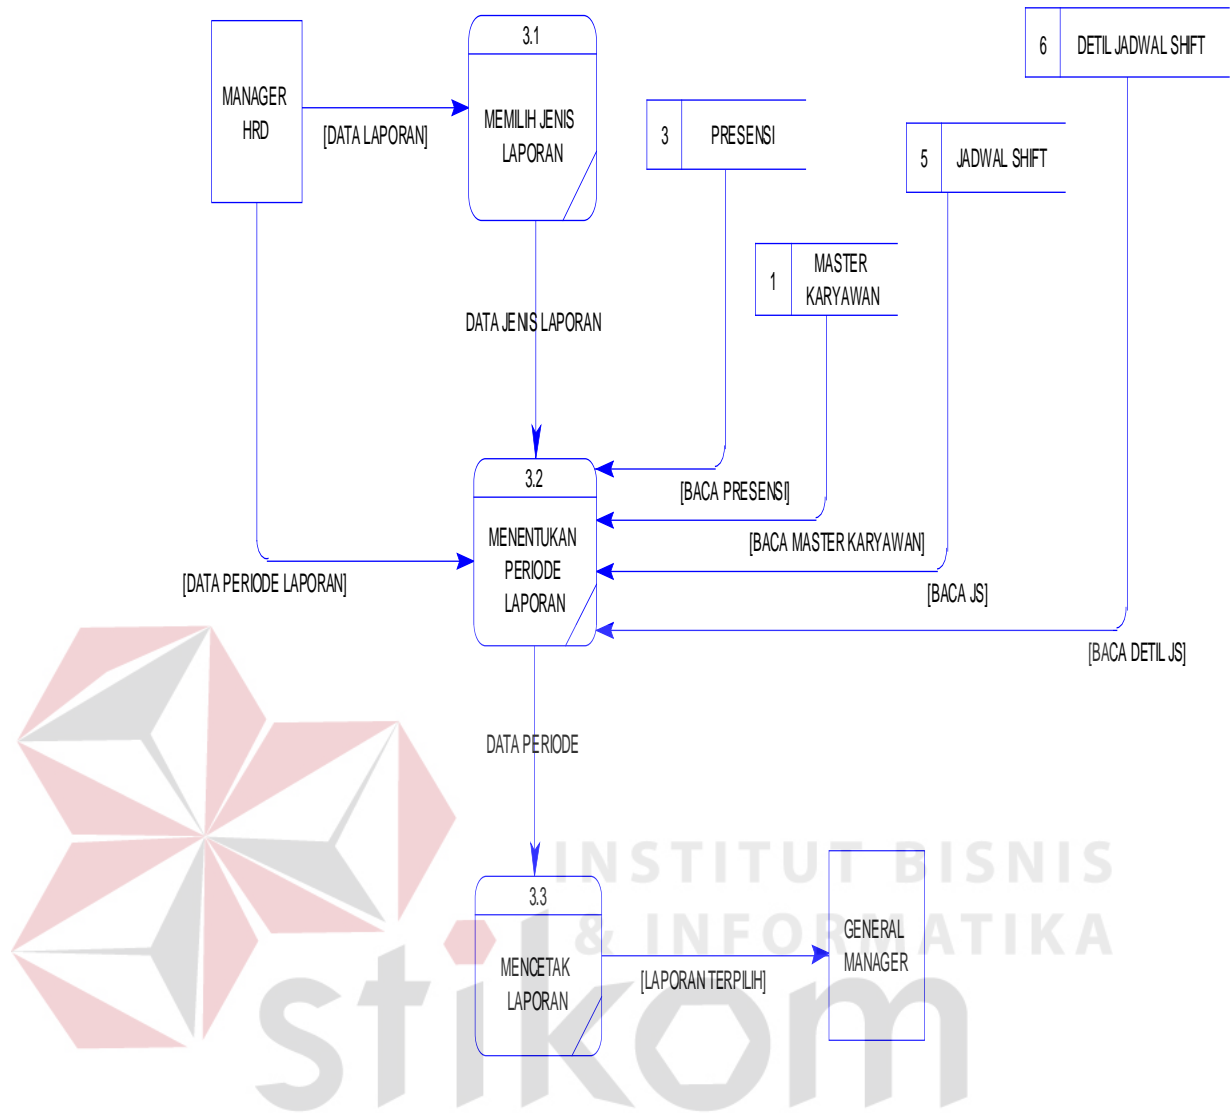 3.1
6
DETIL JADWAL SHIFT
MANAGER
HRD
[DATA LAPORAN]
MEMILIH JENIS
LAPORAN
3
PRESENSI
5
JADWAL SHIFT
1
MASTER
KARYAWAN
DATA JENIS LAPORAN
3.2
[BACA PRESENSI]
MENENTUKAN
PERIODE
LAPORAN
[BACA MASTER KARYAWAN]
[DATA PERIODE LAPORAN]
[BACA JS]
[BACA DETIL JS]
DATA PERIODE
INSTITUT BISNIS
& INFORMATIKA
stikom
3.3
MENCETAK
LAPORAN
[LAPORAN TERPILIH]
GENERAL
MANAGER